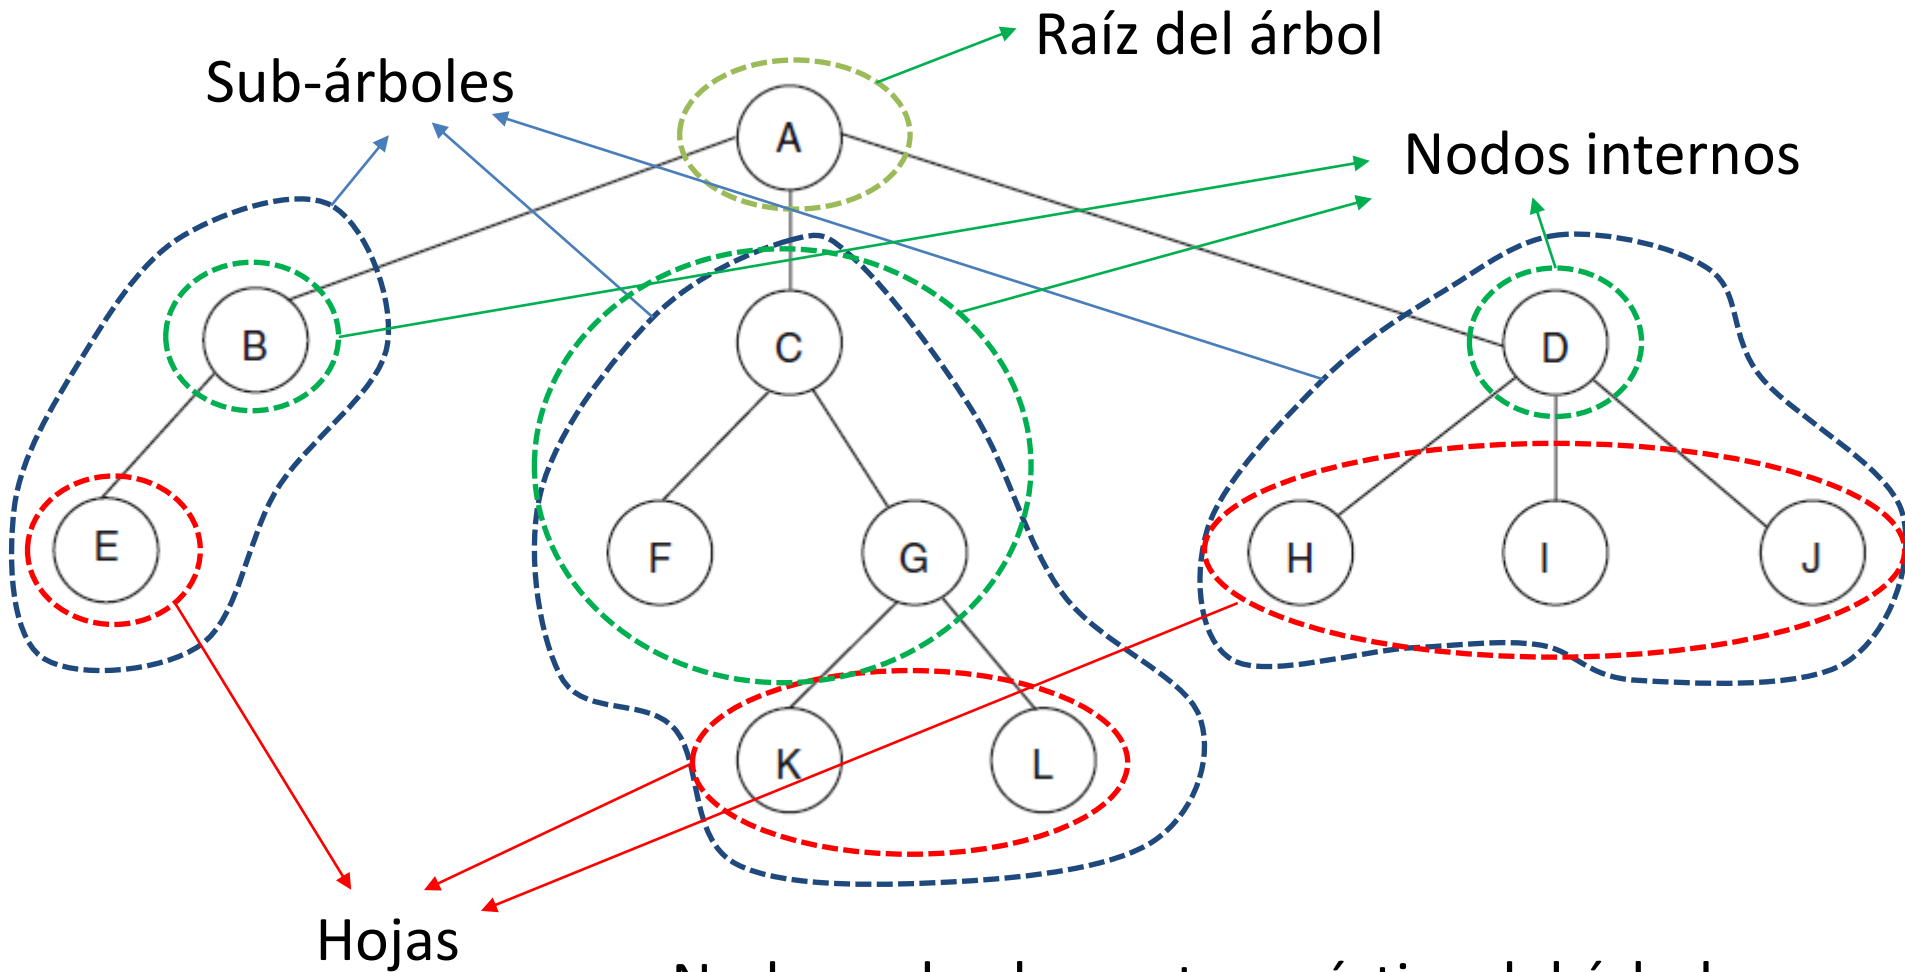 Raíz del árbol
Sub-árboles
A
Nodos internos
B
C
D
E
F
G
H
I
J
K
L
Hojas